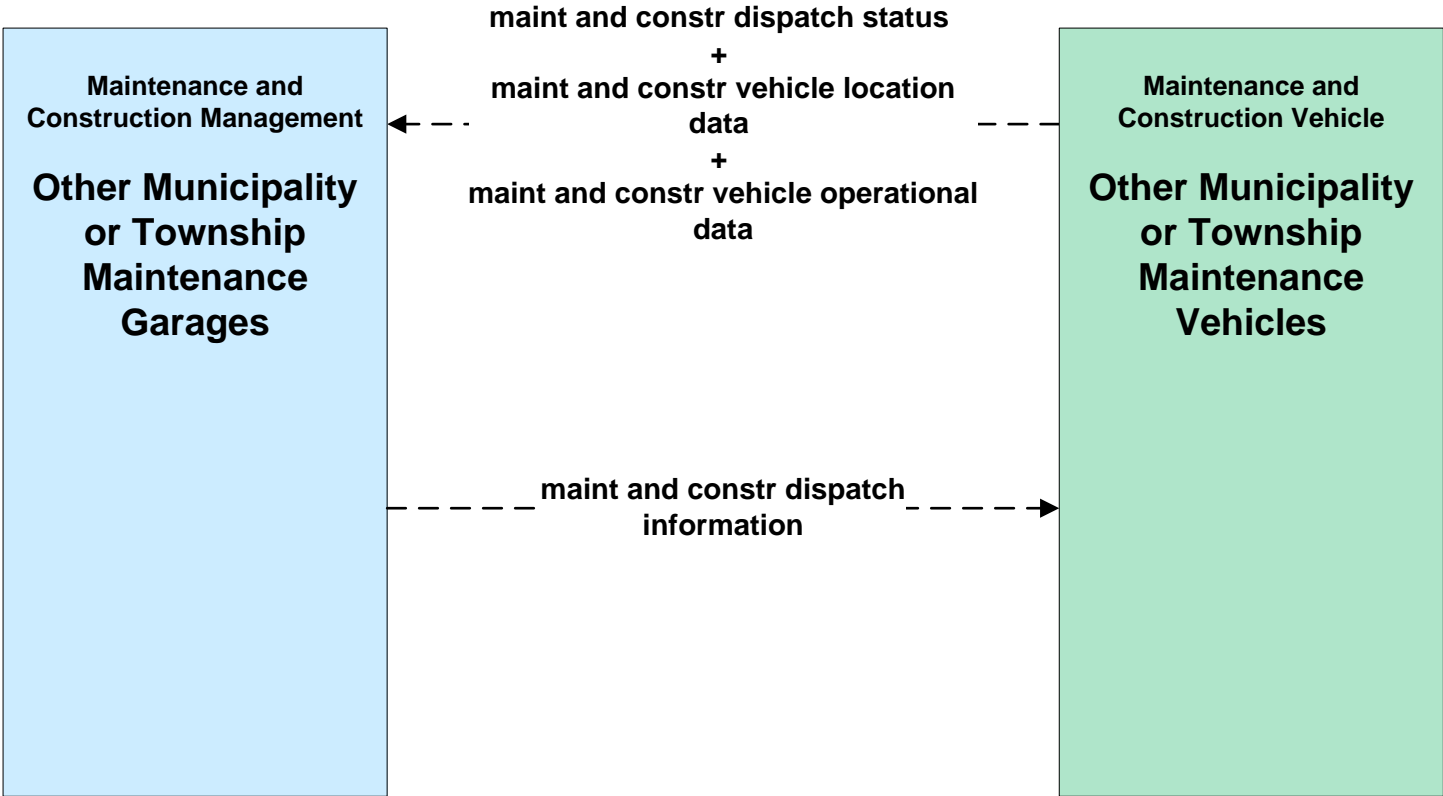 maint and constr dispatch status
+
maint and constr vehicle location
data
+
maint and constr vehicle operational
data
Maintenance and
Construction Management
Other Municipality
or Township
Maintenance
Garages
Maintenance and
Construction Vehicle
Other Municipality
or Township
Maintenance
Vehicles
maint and constr dispatch
information